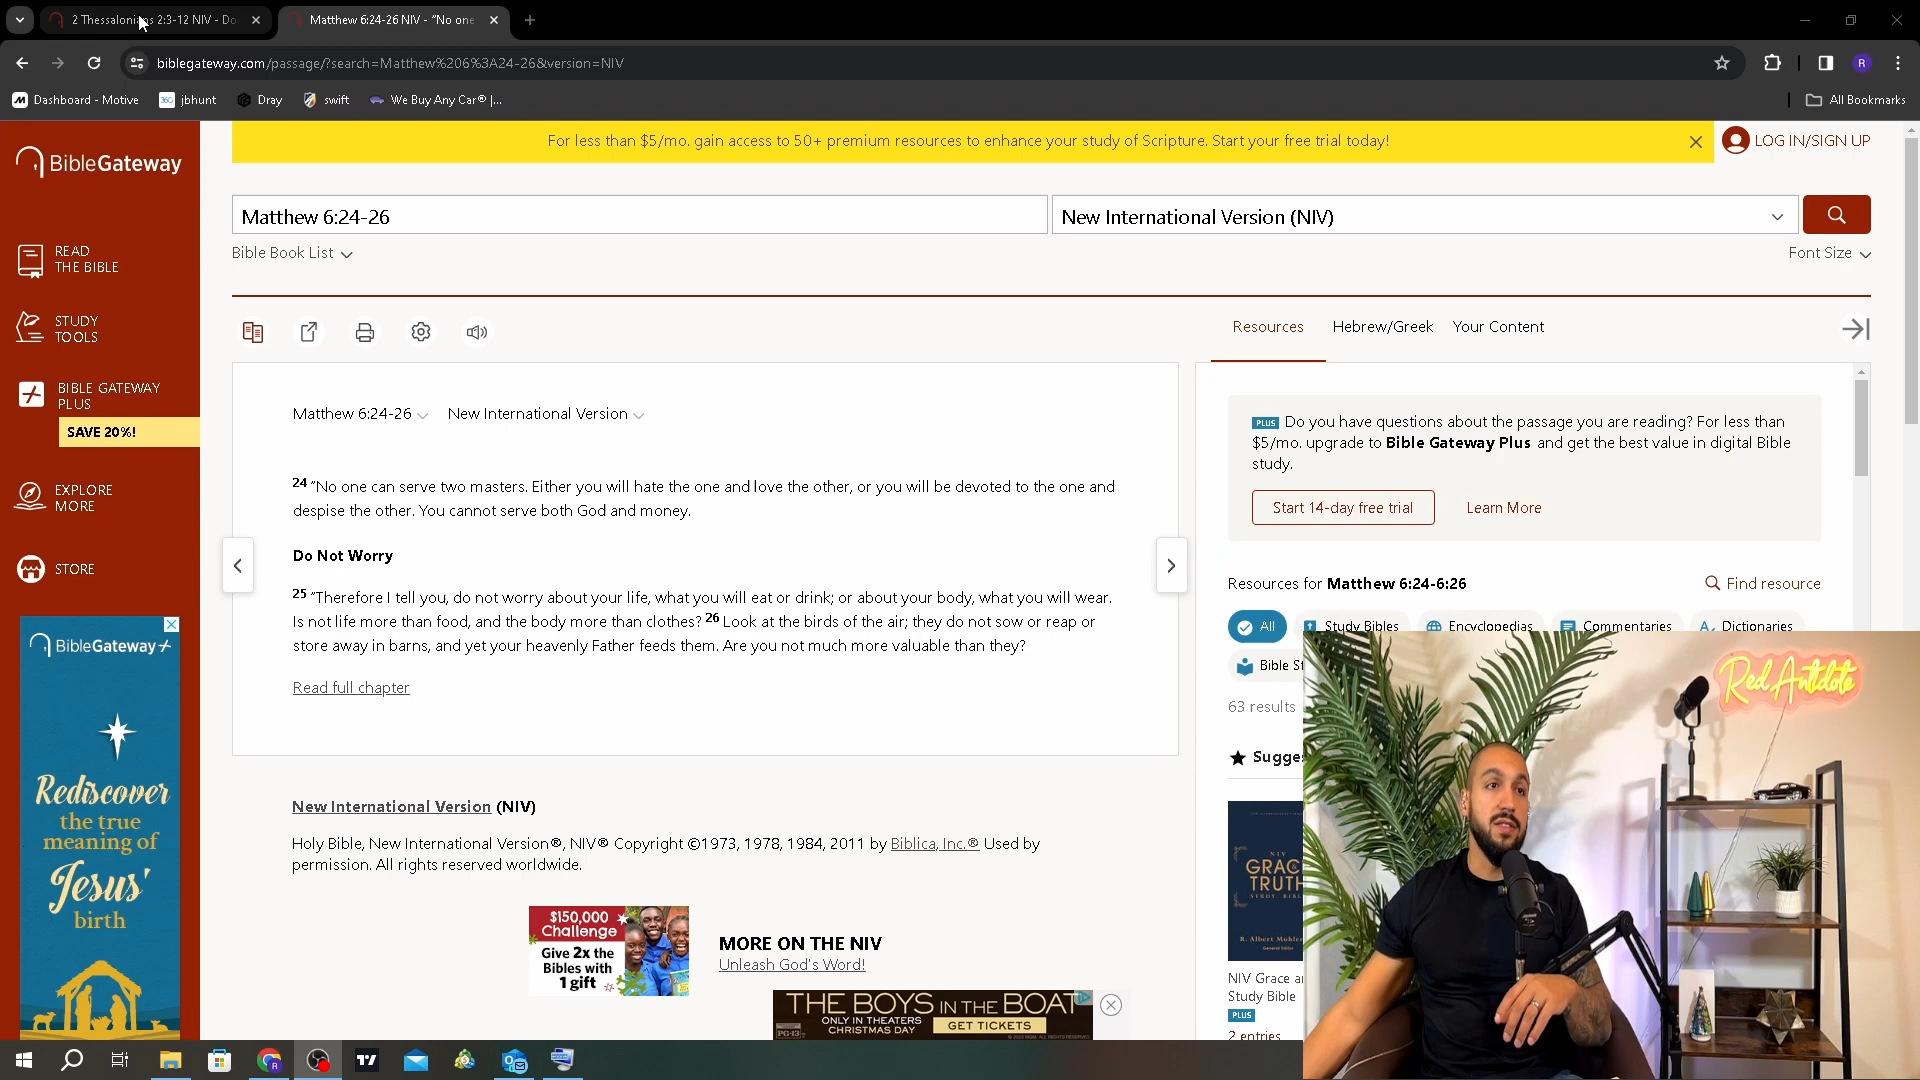 2 Thessalonians 2:3-12 NIV - Do
Matthew 6:24-26 NIV - "No one
biblegateway.com/passage/?search=Matthew%206%3A24-26&version=NIV
R
Dashboard - Motive
jbhunt
Dray
swift
We Buy Any Car® |...
All Bookmarks
BibleGateway
For less than $5/mo. gain access to 50+ premium resources to enhance your study of Scripture. Start your free trial today!
LOG IN/SIGN UP
Matthew 6:24-26
New International Version (NIV)
Bible Book List
Font Size
READ
THE BIBLE
STUDY
TOOLS
BIBLE GATEWAY
PLUS
SAVE 20%!
EXPLORE
MORE
STORE
Resources
Hebrew/Greek
Your Content
Matthew 6:24-26
New International Version
24 "No one can serve two masters. Either you will hate the one and love the other, or you will be devoted to the one and
despise the other. You cannot serve both God and money.
Do Not Worry
25 "Therefore I tell you, do not worry about your life, what you will eat or drink; or about your body, what you will wear.
Is not life more than food, and the body more than clothes? 26 Look at the birds of the air; they do not sow or reap or
store away in barns, and yet your heavenly Father feeds them. Are you not much more valuable than they?
Read full chapter
PLUS Do you have questions about the passage you are reading? For less than
$5/mo. upgrade to Bible Gateway Plus and get the best value in digital Bible
study.
Start 14-day free trial
Learn More
Resources for Matthew 6:24-6:26
Find resource
All
Study Bibles
Encyclopedias
Commentaries
Dictionaries
Bible St
63 results
Sugges
NIV
GRACE
TRUTH
STUDY BIBLE
R. Albert Mohler
NIV Grace an
Study Bible
PLUS
2 entries
BibleGateway+
Rediscover
the true
meaning of
Jesus'
birth
New International Version (NIV)
Holy Bible, New International Version®, NIV® Copyright ©1973, 1978, 1984, 2011 by Biblica, Inc.® Used by
permission. All rights reserved worldwide.
$150,000
Challenge
Give 2x the
Bibles with
1 gift
MORE ON THE NIV
Unleash God's Word!
THE BOYS IN THE BOAT
ONLY IN THEATERS
CHRISTMAS DAY
GET TICKETS
PG-13
Red Antidote